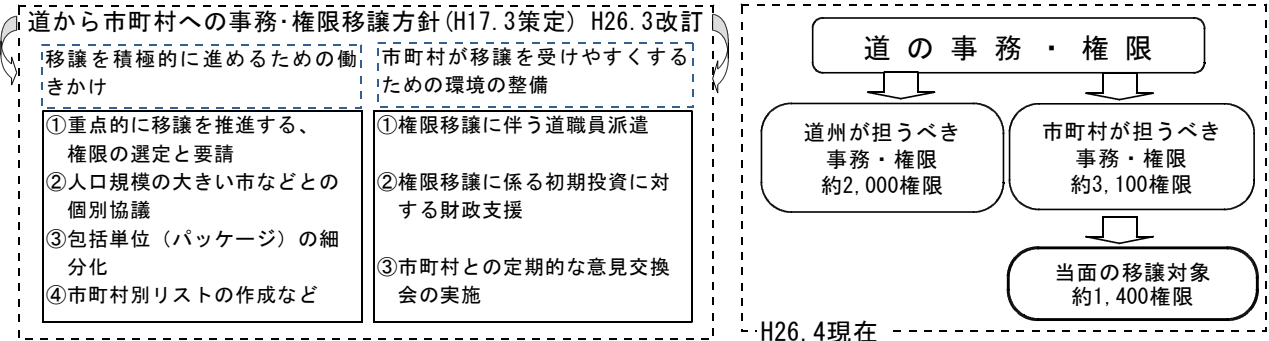 道から市町村への事務･権限移譲方針(H17.3策定) H26.3改訂
移譲を積極的に進めるための働
きかけ
①重点的に移譲を推進する、
権限の選定と要請
②人口規模の大きい市などとの
個別協議
③包括単位（パッケージ）の細
分化
④市町村別リストの作成など
市町村が移譲を受けやすくする
ための環境の整備
①権限移譲に伴う道職員派遣
②権限移譲に係る初期投資に対
する財政支援
③市町村との定期的な意見交換
会の実施
道の事務・権限
道州が担うべき
事務・権限
約2,000権限
市町村が担うべき
事務・権限
約3,100権限
当面の移譲対象
約1,400権限
H26.4現在